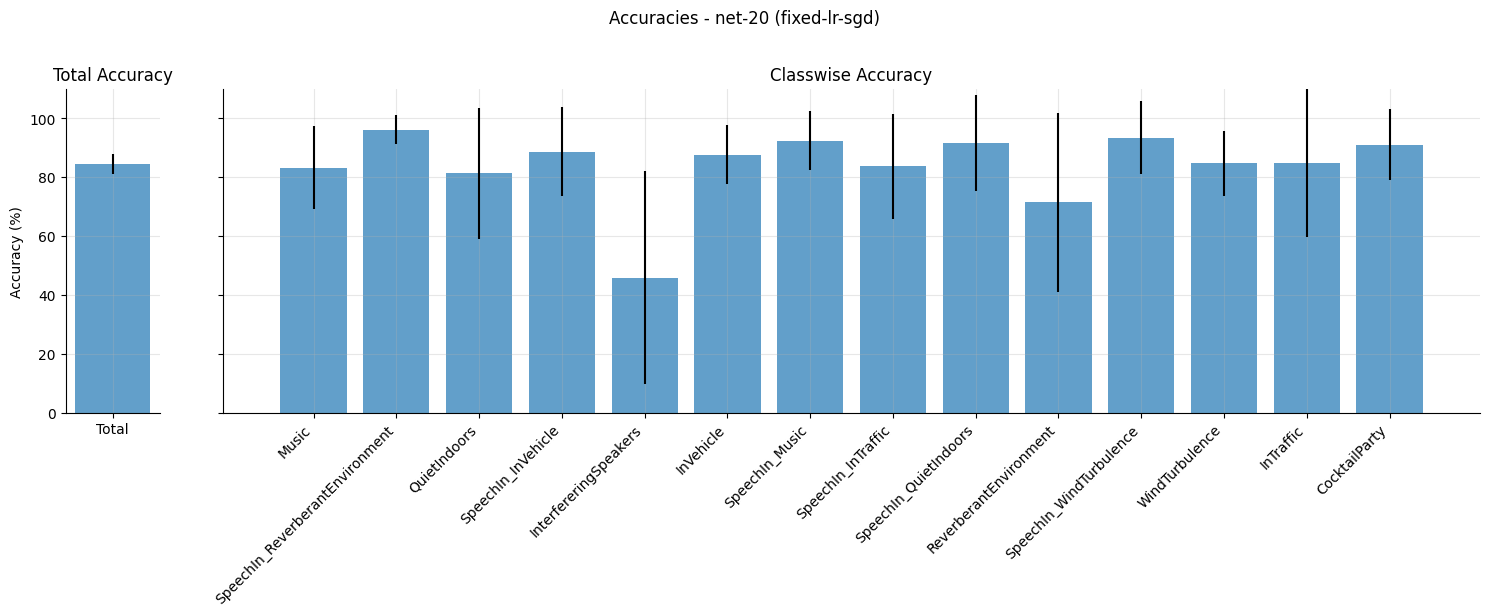 Accuracies - net-20 (fixed-lr-sgd)
Total Accuracy
Classwise Accuracy
Accuracy (%)
100
80
60
40
20
0
Total
Music
SpeechIn_ReverberantEnvironment
QuietIndoors
SpeechIn_InVehicle
InterfereringSpeakers
InVehicle
SpeechIn_Music
SpeechIn_InTraffic
SpeechIn_QuietIndoors
ReverberantEnvironment
SpeechIn_WindTurbulence
WindTurbulence
InTraffic
CocktailParty